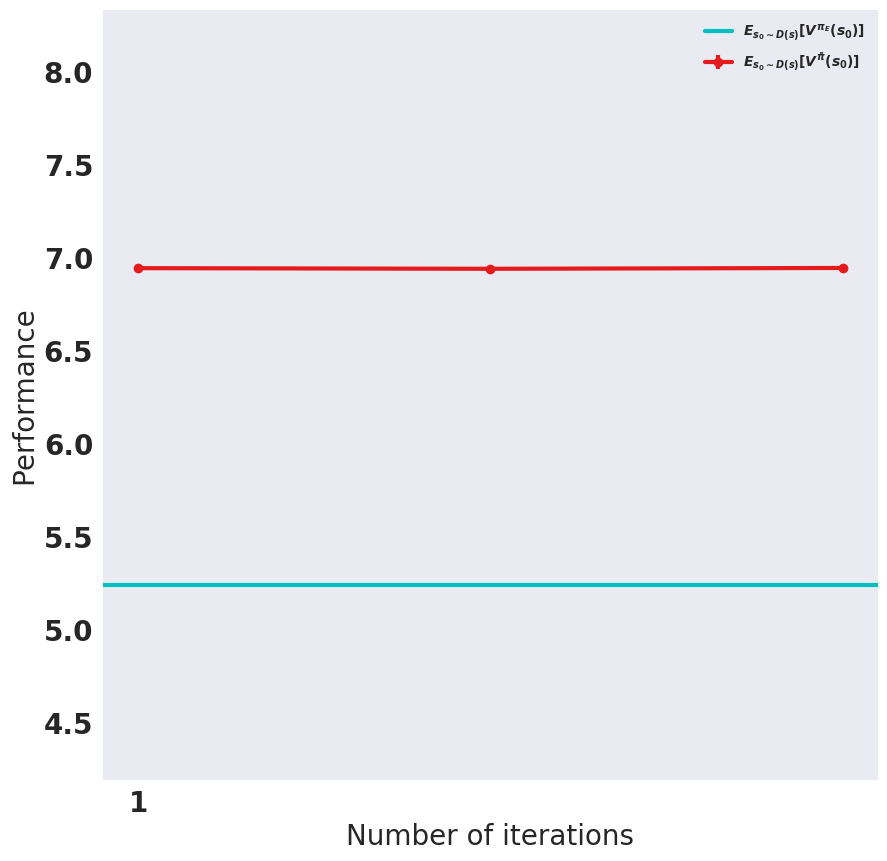 E_{s_0∼D(s)}[V^{π_E}(s_0)]
E_{s_0∼D(s)}[V^{π̃}(s_0)]
8.0
7.5
7.0
6.5
6.0
5.5
5.0
4.5
Performance
1
Number of iterations